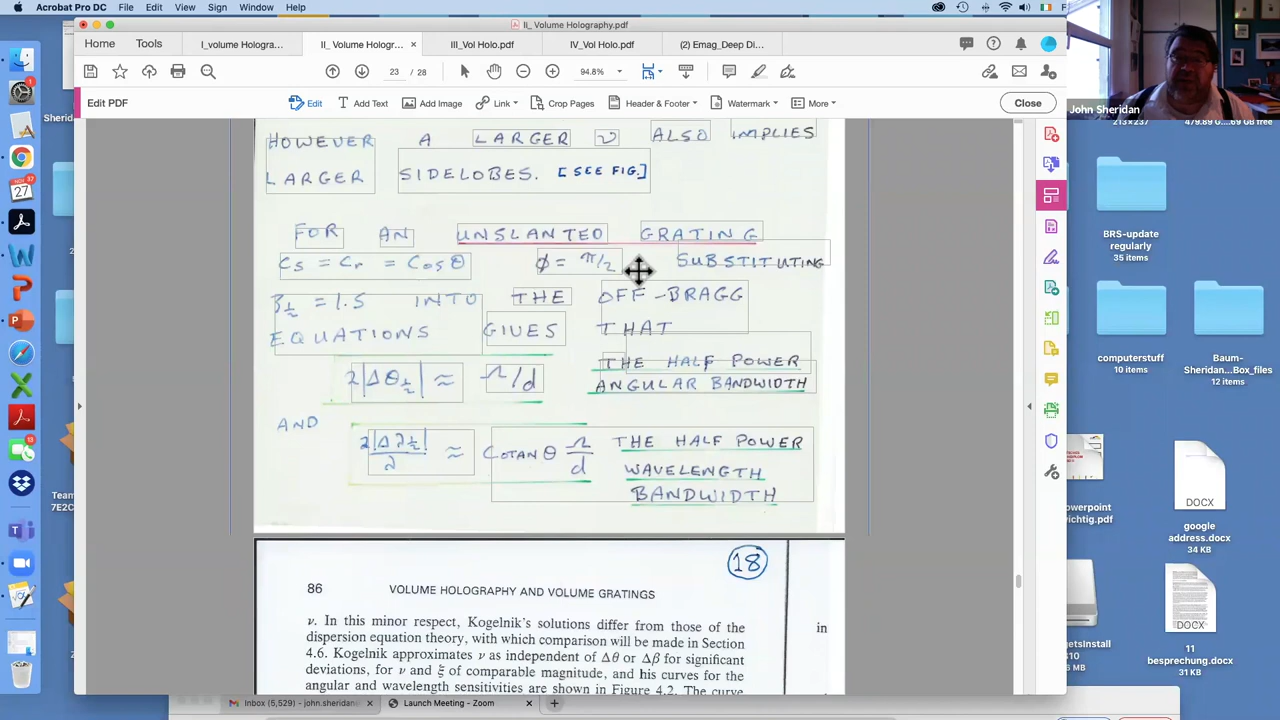 Acrobat Pro DC File Edit View Sign Window Help
II_ Volume Holography.pdf
Home Tools I_volume Hologra... II_ Volume Hologr... × III_Vol Holo.pdf IV_Vol Holo.pdf (2) Emag_Deep Di...
23 / 28 94.8%
Edit PDF Edit Add Text Add Image Link Crop Pages Header & Footer Watermark More Close
John Sheridan
HOWEVER A LARGER ν ALSO IMPLIES
LARGER SIDELOBES. [SEE FIG.]
FOR AN UNSLANTED GRATING
Cs = Cr = Cosθ φ = π/2 SUBSTITUTING
= 1.5 INTO THE OFF-BRAGG
EQUATIONS GIVES THAT
2|Δθ½| ≈ Λ/d THE HALF POWER
ANGULAR BANDWIDTH
AND
2|Δλ½|/λ ≈ COTANθ Λ/d THE HALF POWER
WAVELENGTH
BANDWIDTH
18
86 VOLUME HOLOGRAPHY AND VOLUME GRATINGS
ν. In this minor respect, Kogelnik's solutions differ from those of the in
dispersion equation theory, with which comparison will be made in Section
4.6. Kogelnik pproximates ν as independent of Δθ or Δβ for significant
deviations for ν and ξ of comparable magnitude, and his curves for the
angular and wavelength sensitivities are shown in Figure 4.2. The curve
BRS-update
regularly
35 items
computerstuff
10 items
Baum-
Sheridan...Box_files
12 items
DOCX
google
address.docx
34 KB
DOCX
11
besprechung.docx
31 KB
Inbox (5,529) - john.sheridan × Launch Meeting - Zoom × +